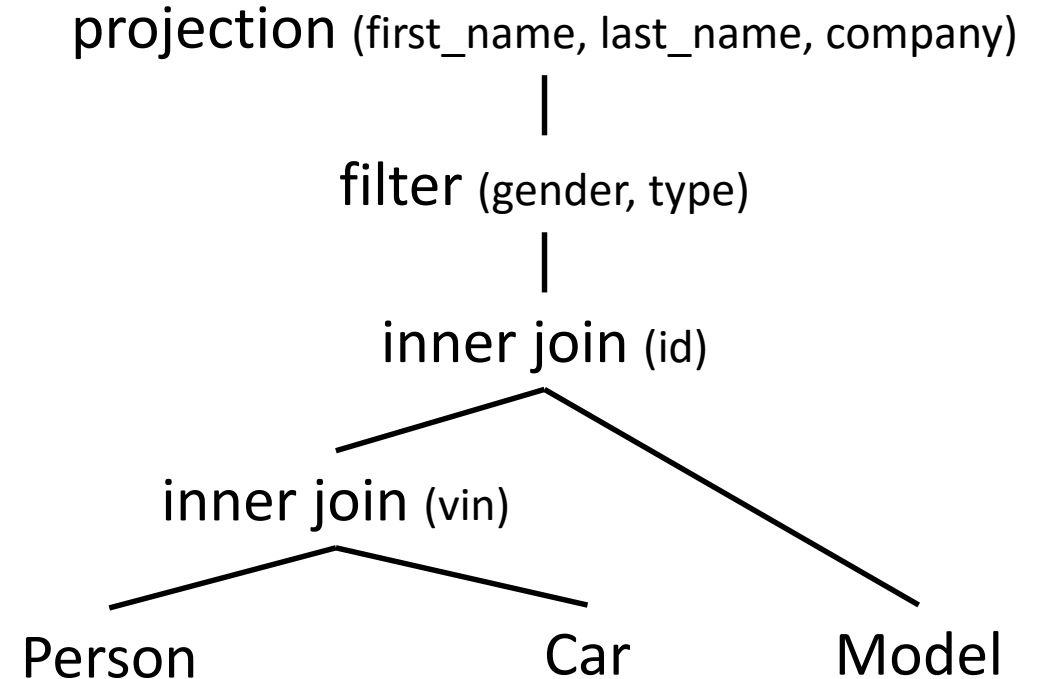 projection (first_name, last_name, company)
filter (gender, type)
inner join (id)
inner join (vin)
Person Car Model